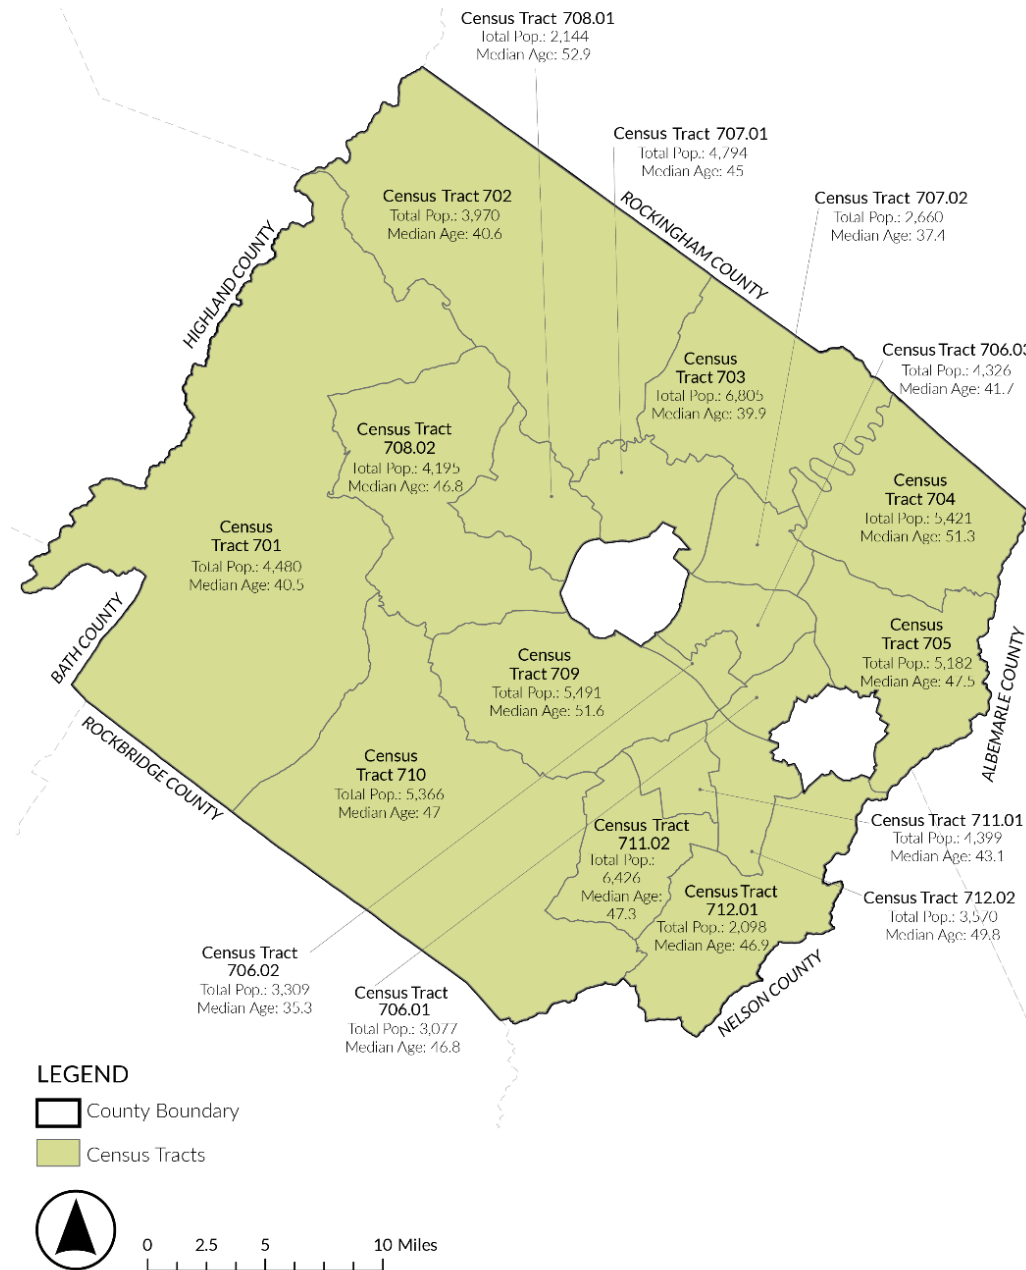 Census Tract 708.01
Total Pop.: 2,144
Median Age: 52.9
Census Tract 707.01
Total Pop.: 4,794
Median Age: 45
Census Tract 702
Total Pop.: 3,970
Median Age: 40.6
Census Tract 707.02
Total Pop.: 2,660
Median Age: 37.4
ROCKINGHAM COUNTY
HIGHLAND COUNTY
Census Tract 706.03
Total Pop.: 4,326
Median Age: 41.7
Census
Tract 703
Total Pop.: 6,805
Median Age: 39.9
Census Tract
708.02
Total Pop.: 4,195
Median Age: 46.8
Census
Tract 704
Total Pop.: 5,421
Median Age: 51.3
Census
Tract 701
Total Pop.: 4,480
Median Age: 40.5
BATH COUNTY
Census
Tract 705
Total Pop.: 5,182
Median Age: 47.5
ALBEMARLE COUNTY
Census
Tract 709
Total Pop.: 5,491
Median Age: 51.6
ROCKBRIDGE COUNTY
Census
Tract 710
Total Pop.: 5,366
Median Age: 47
Census Tract
711.02
Total Pop.:
6,426
Median Age:
47.3
Census Tract 711.01
Total Pop.: 4,399
Median Age: 43.1
Census Tract
712.01
Total Pop.: 2,098
Median Age: 46.9
Census Tract 712.02
Total Pop.: 3,570
Median Age: 49.8
Census Tract
706.02
Total Pop.: 3,309
Median Age: 35.3
Census Tract
706.01
Total Pop.: 3,077
Median Age: 46.8
NELSON COUNTY
LEGEND
County Boundary
Census Tracts
0 2.5 5 10 Miles